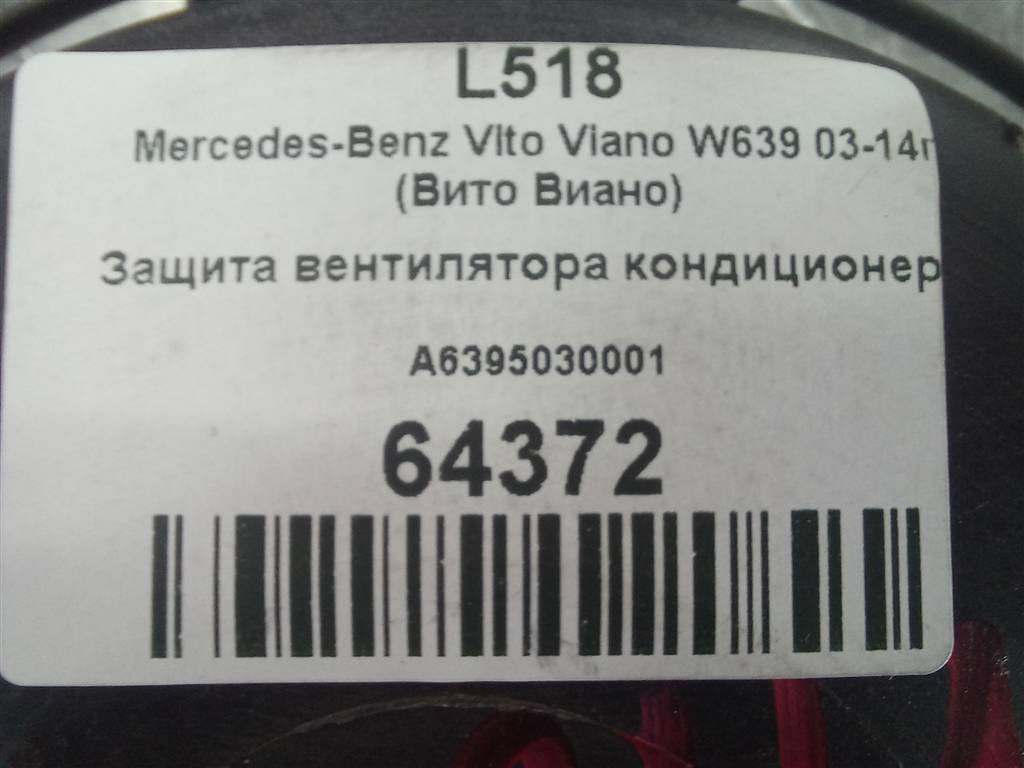 L518
Mercedes-Benz Vito Viano W639 03-14г
(Вито Виано)
Защита вентилятора кондиционер
A6395030001
64372